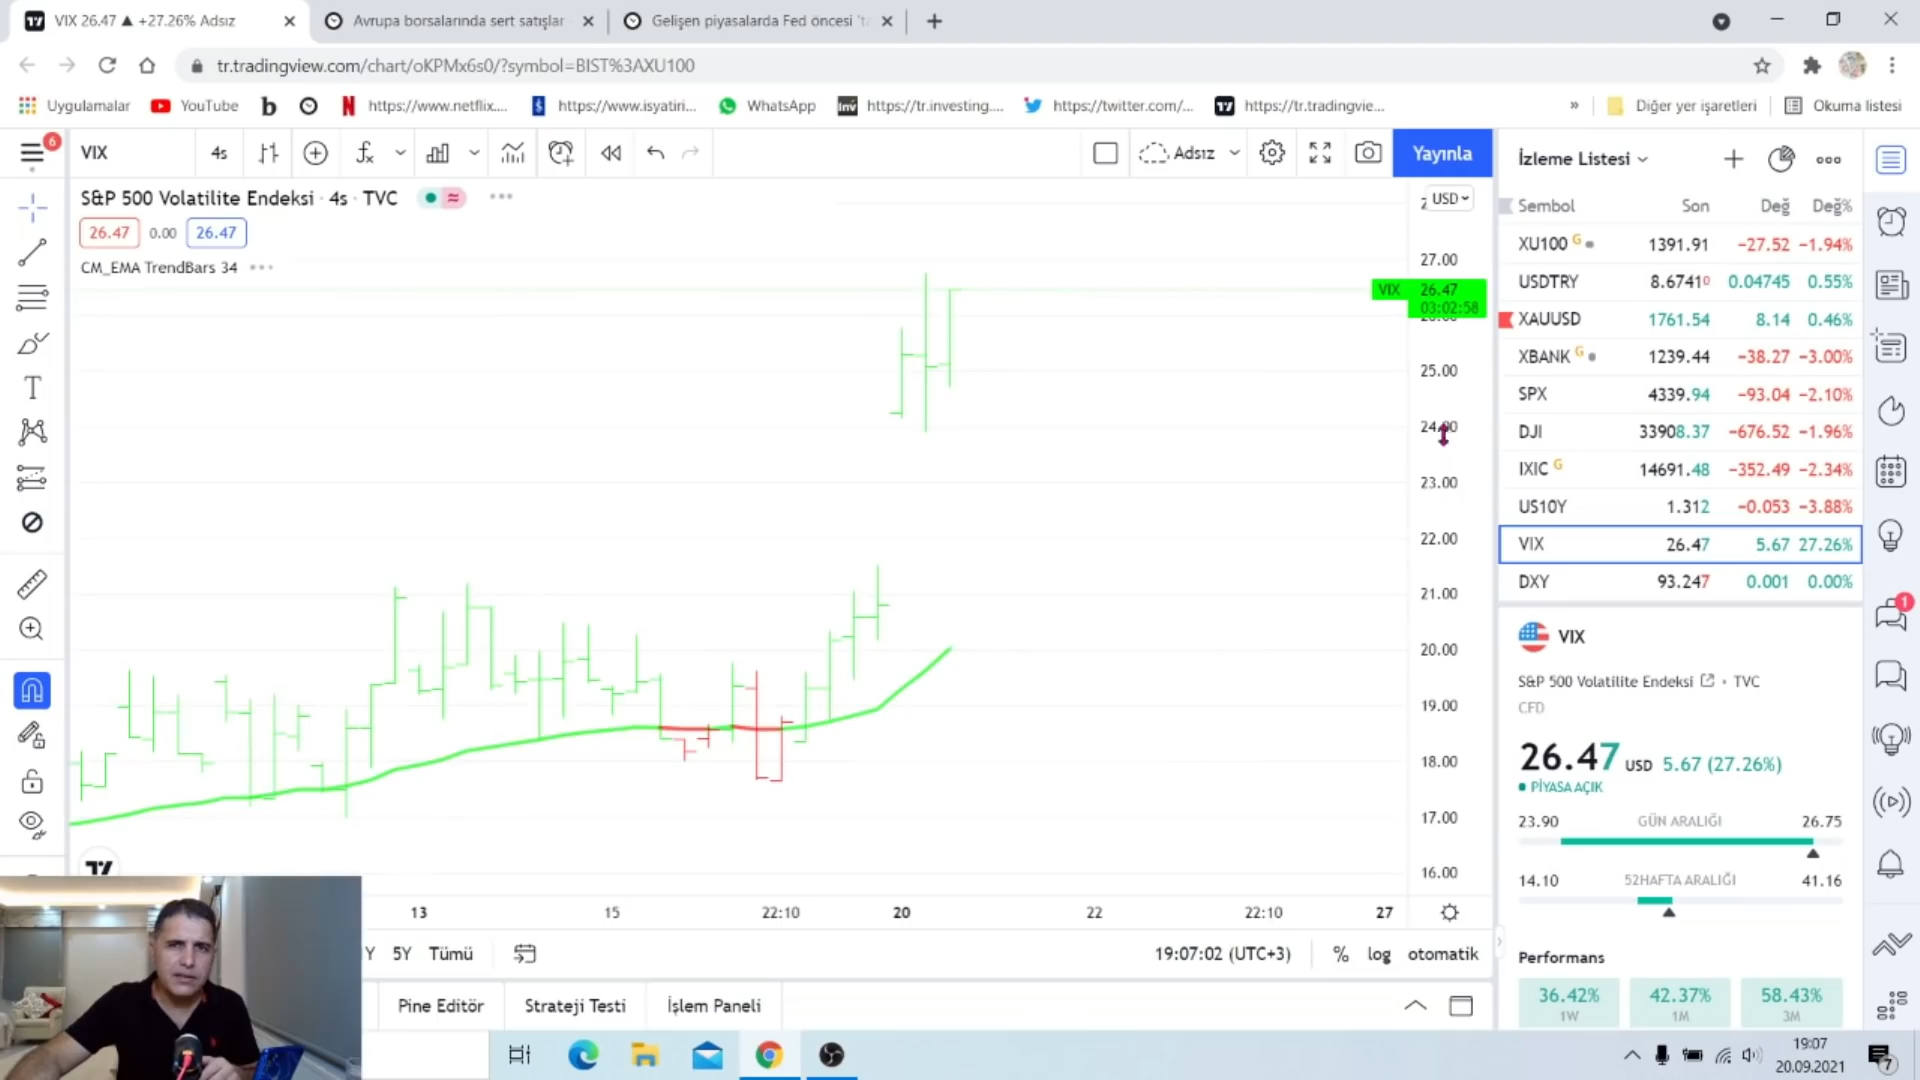 VIX 26.47 ▲ +27.26% Adsız
Avrupa borsalarında sert satışlar
Gelişen piyasalarda Fed öncesi 't
tr.tradingview.com/chart/oKPMx6s0/?symbol=BIST%3AXU100
Uygulamalar
YouTube
https://www.netflix....
https://www.isyatiri...
WhatsApp
https://tr.investing....
https://twitter.com/...
https://tr.tradingvie...
»
Diğer yer işaretleri
Okuma listesi
6
VIX
4s
Adsız
Yayınla
S&P 500 Volatilite Endeksi · 4s · TVC
26.47 0.00 26.47
CM_EMA TrendBars 34
USD
27.00
VIX 26.47
03:02:58
25.00
24.00
23.00
22.00
21.00
20.00
19.00
18.00
17.00
16.00
13 15 22:10 20 22 22:10 27
Y 5Y Tümü
19:07:02 (UTC+3) % log otomatik
Pine Editör Strateji Testi İşlem Paneli
İzleme Listesi
Sembol Son Değ Değ%
XU100 G 1391.91 −27.52 −1.94%
USDTRY 8.67410 0.04745 0.55%
XAUUSD 1761.54 8.14 0.46%
XBANK G 1239.44 −38.27 −3.00%
SPX 4339.94 −93.04 −2.10%
DJI 33908.37 −676.52 −1.96%
IXIC G 14691.48 −352.49 −2.34%
US10Y 1.312 −0.053 −3.88%
VIX 26.47 5.67 27.26%
DXY 93.247 0.001 0.00%
1
VIX
S&P 500 Volatilite Endeksi • TVC
CFD
26.47 USD 5.67 (27.26%)
PİYASA AÇIK
23.90 GÜN ARALIĞI 26.75
14.10 52HAFTA ARALIĞI 41.16
Performans
36.42% 42.37% 58.43%
1W 1M 3M
19:07
20.09.2021
7